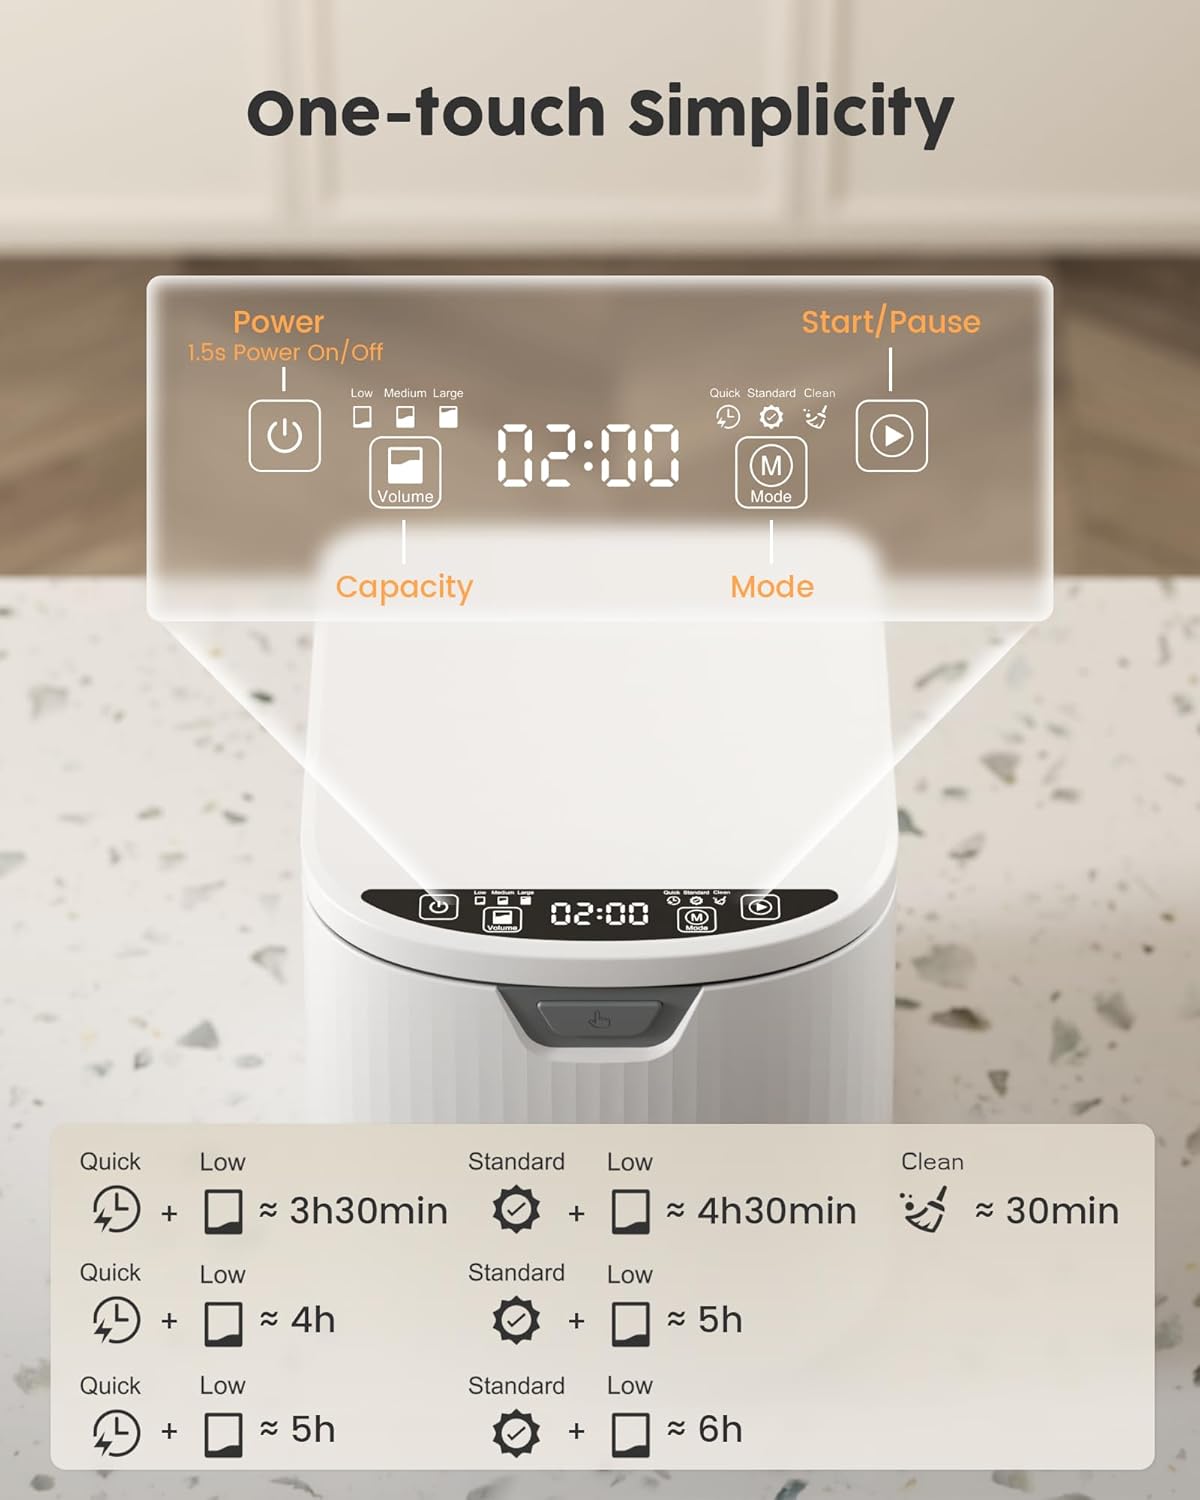 One-touch Simplicity
Power
1.5s Power On/Off
Start/Pause
Low Medium Large
Quick Standard Clean
02:00
M
Volume
Mode
Capacity
Mode
Low Medium Large
Quick Standard Clean
02:00
M
Volume
Mode
Quick Low Standard Low Clean
+ ≈ 3h30min + ≈ 4h30min ≈ 30min
Quick Low Standard Low
+ ≈ 4h + ≈ 5h
Quick Low Standard Low
+ ≈ 5h + ≈ 6h